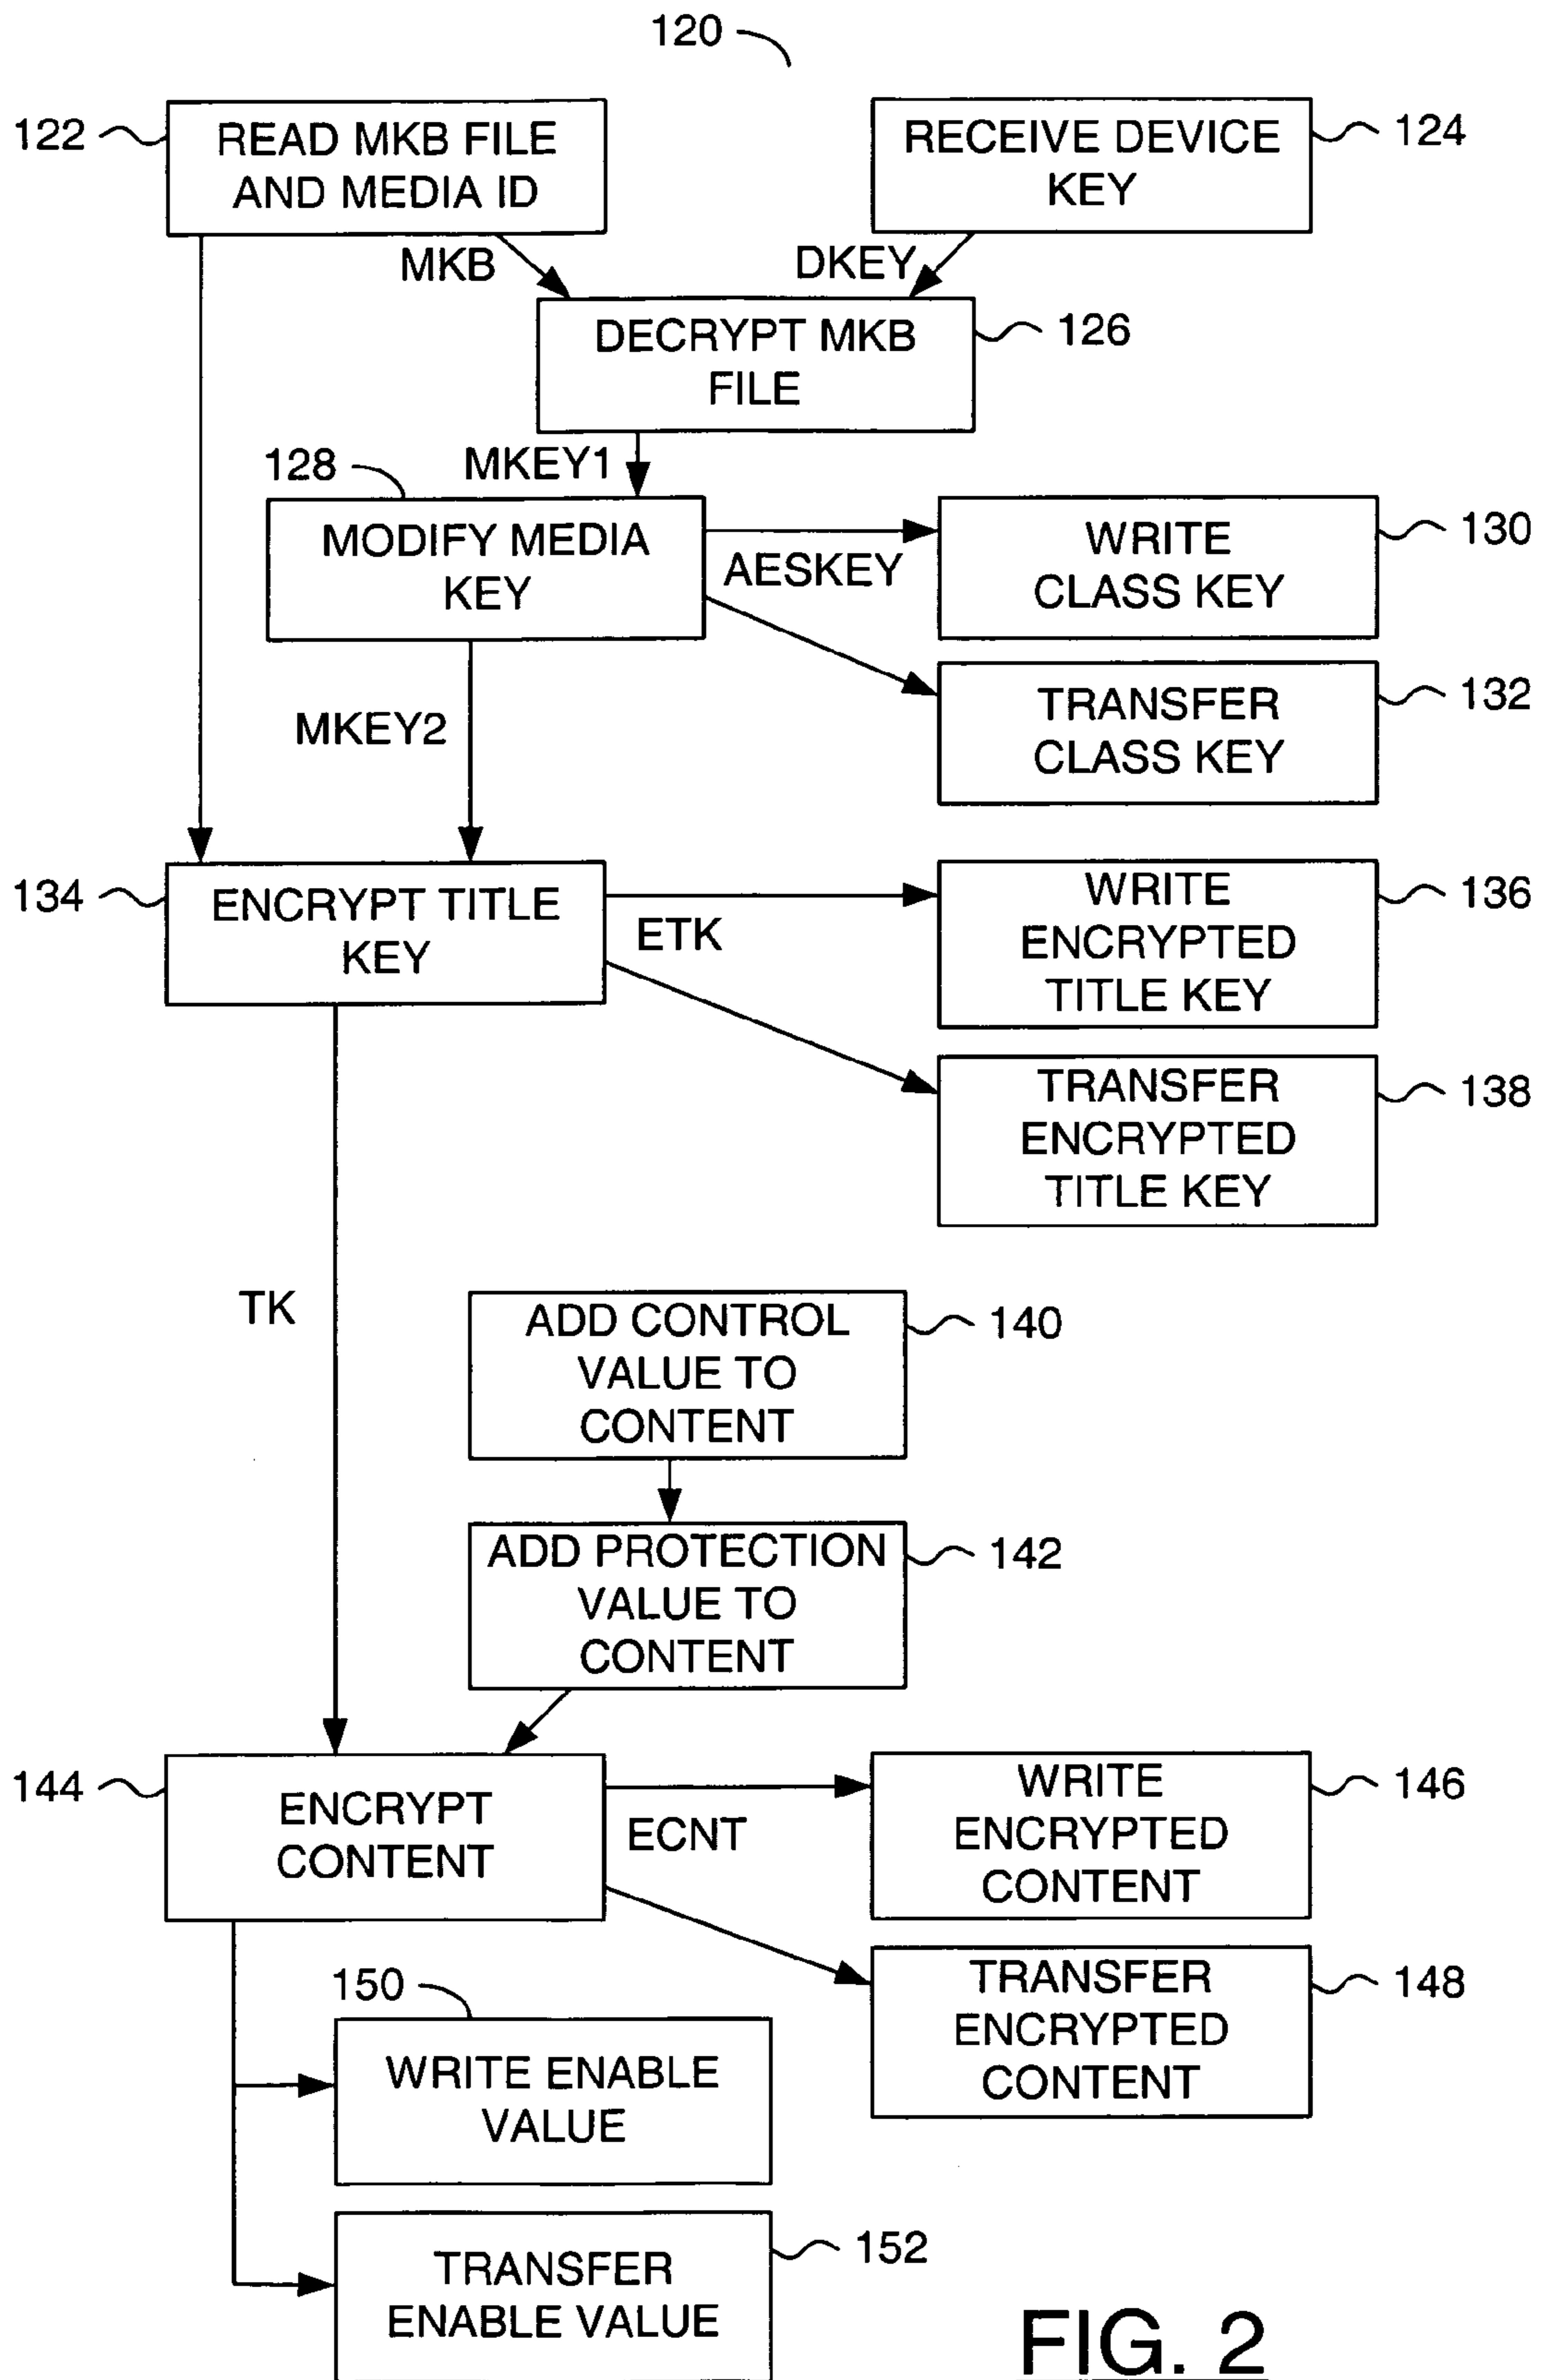 120
122
READ MKB FILE
AND MEDIA ID
RECEIVE DEVICE
KEY
124
MKB
DKEY
DECRYPT MKB
FILE
126
128
MKEY1
MODIFY MEDIA
KEY
AESKEY
WRITE
CLASS KEY
130
TRANSFER
CLASS KEY
132
MKEY2
134
ENCRYPT TITLE
KEY
ETK
WRITE
ENCRYPTED
TITLE KEY
136
TRANSFER
ENCRYPTED
TITLE KEY
138
TK
ADD CONTROL
VALUE TO
CONTENT
140
ADD PROTECTION
VALUE TO
CONTENT
142
144
ENCRYPT
CONTENT
ECNT
WRITE
ENCRYPTED
CONTENT
146
TRANSFER
ENCRYPTED
CONTENT
148
150
WRITE ENABLE
VALUE
TRANSFER
ENABLE VALUE
152
FIG. 2